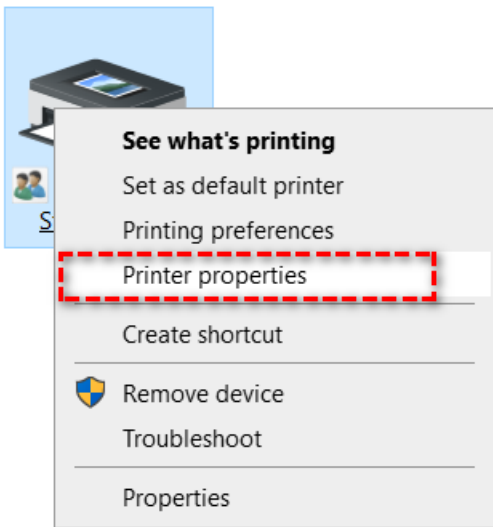 See what's printing
Set as default printer
Printing preferences
Printer properties
Create shortcut
Remove device
Troubleshoot
Properties